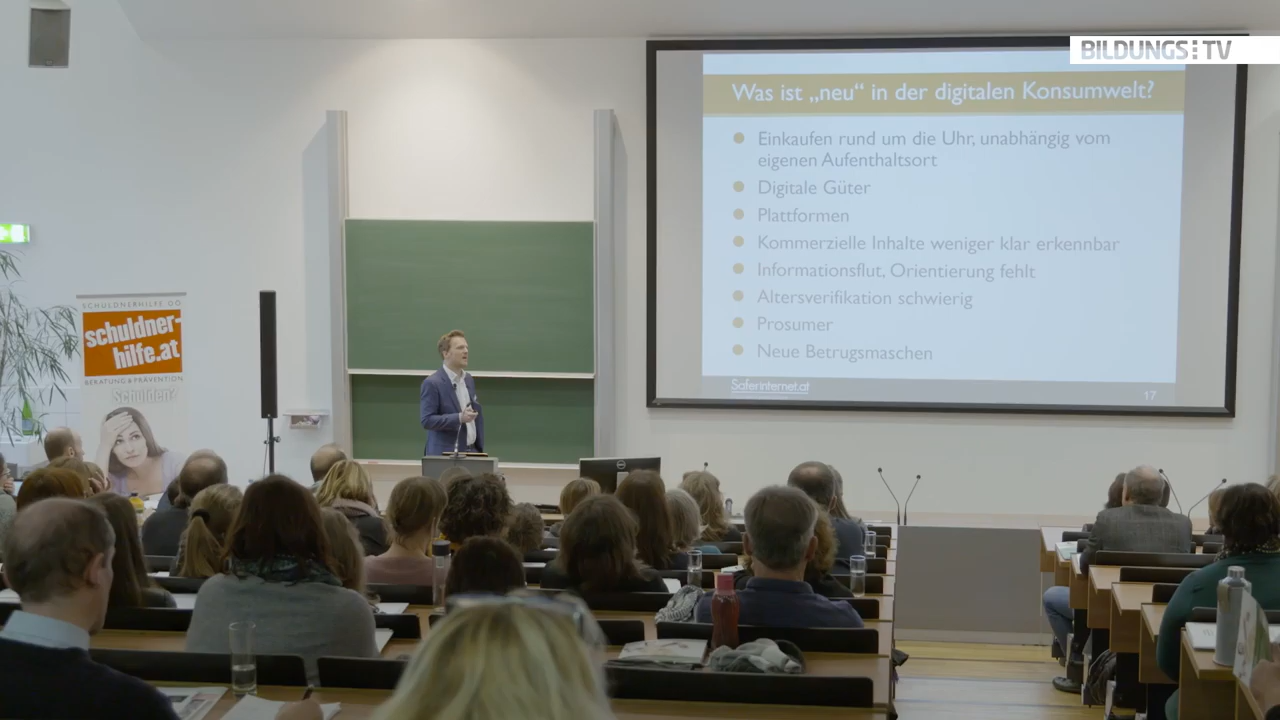 BILDUNGS TV
Was ist „neu“ in der digitalen Konsumwelt?
Einkaufen rund um die Uhr, unabhängig vom
eigenen Aufenthaltsort
Digitale Güter
Plattformen
Kommerzielle Inhalte weniger klar erkennbar
Informationsflut, Orientierung fehlt
Altersverifikation schwierig
Prosumer
Neue Betrugsmaschen
Saferinternet.at
17
SCHULDNERHILFE OÖ
schuldner-
hilfe.at
BERATUNG & PRÄVENTION
Schulden?